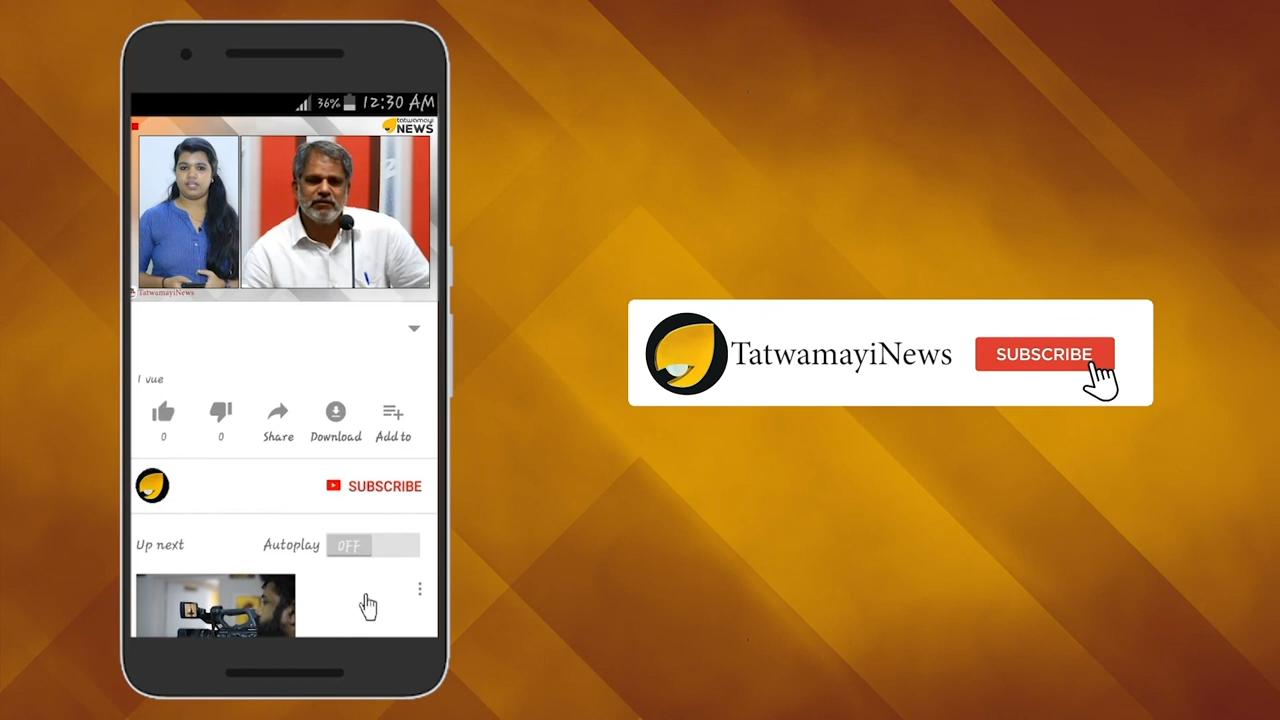 36% 12:30 AM
tatwamayi
NEWS
TatwamayiNews
1 vue
0 0 Share Download Add to
SUBSCRIBE
Up next Autoplay OFF
TatwamayiNews SUBSCRIBE